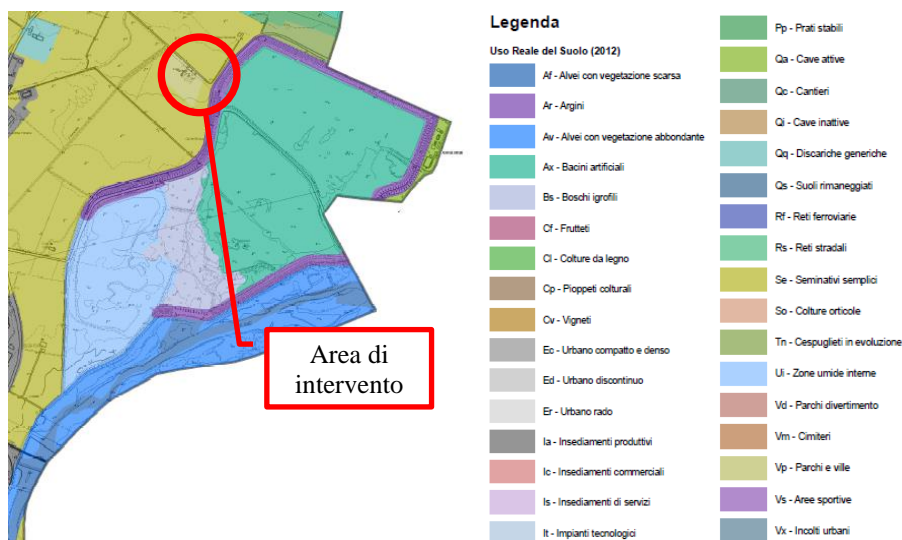 Legenda
Uso Reale del Suolo (2012)
Af - Alvei con vegetazione scarsa
Ar - Argini
Av - Alvei con vegetazione abbondante
Ax - Bacini artificiali
Bs - Boschi igrofili
Cf - Frutteti
Cl - Colture da legno
Cp - Pioppeti colturali
Cv - Vigneti
Ec - Urbano compatto e denso
Ed - Urbano discontinuo
Er - Urbano rado
Ia - Insediamenti produttivi
Ic - Insediamenti commerciali
Is - Insediamenti di servizi
It - Impianti tecnologici
Pp - Prati stabili
Qa - Cave attive
Qc - Cantieri
Qi - Cave inattive
Qq - Discariche generiche
Qs - Suoli rimaneggiati
Rf - Reti ferroviarie
Rs - Reti stradali
Se - Seminativi semplici
So - Colture orticole
Tn - Cespuglieti in evoluzione
Ui - Zone umide interne
Vd - Parchi divertimento
Vm - Cimiteri
Vp - Parchi e ville
Vs - Aree sportive
Vx - Incolti urbani
Area di
intervento